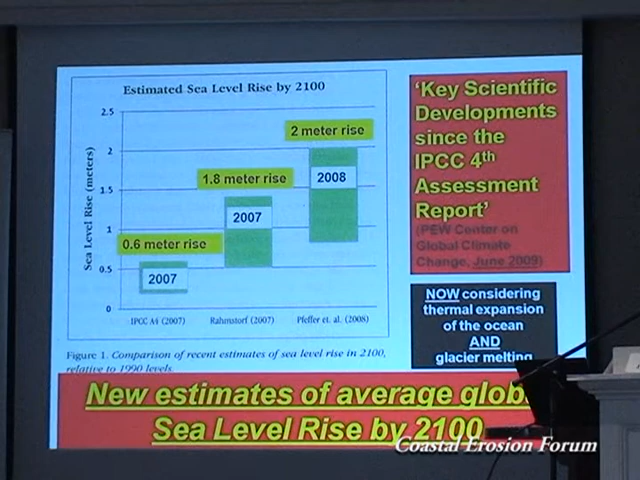 Estimated Sea Level Rise by 2100
2.5
2
1.5
1
0.5
0
Sea Level Rise (meters)
2 meter rise
1.8 meter rise
0.6 meter rise
2008
2007
2007
IPCC A4 (2007)
Rahmstorf (2007)
Pfeffer et. al. (2008)
Figure 1. Comparison of recent estimates of sea level rise in 2100,
relative to 1990 levels.
'Key Scientific
Developments
since the
IPCC 4th
Assessment
Report'
(PEW Center on
Global Climate
Change, June 2009)
NOW considering
thermal expansion
of the ocean
AND
glacier melting
New estimates of average glob
Sea Level Rise by 2100
Coastal Erosion Forum